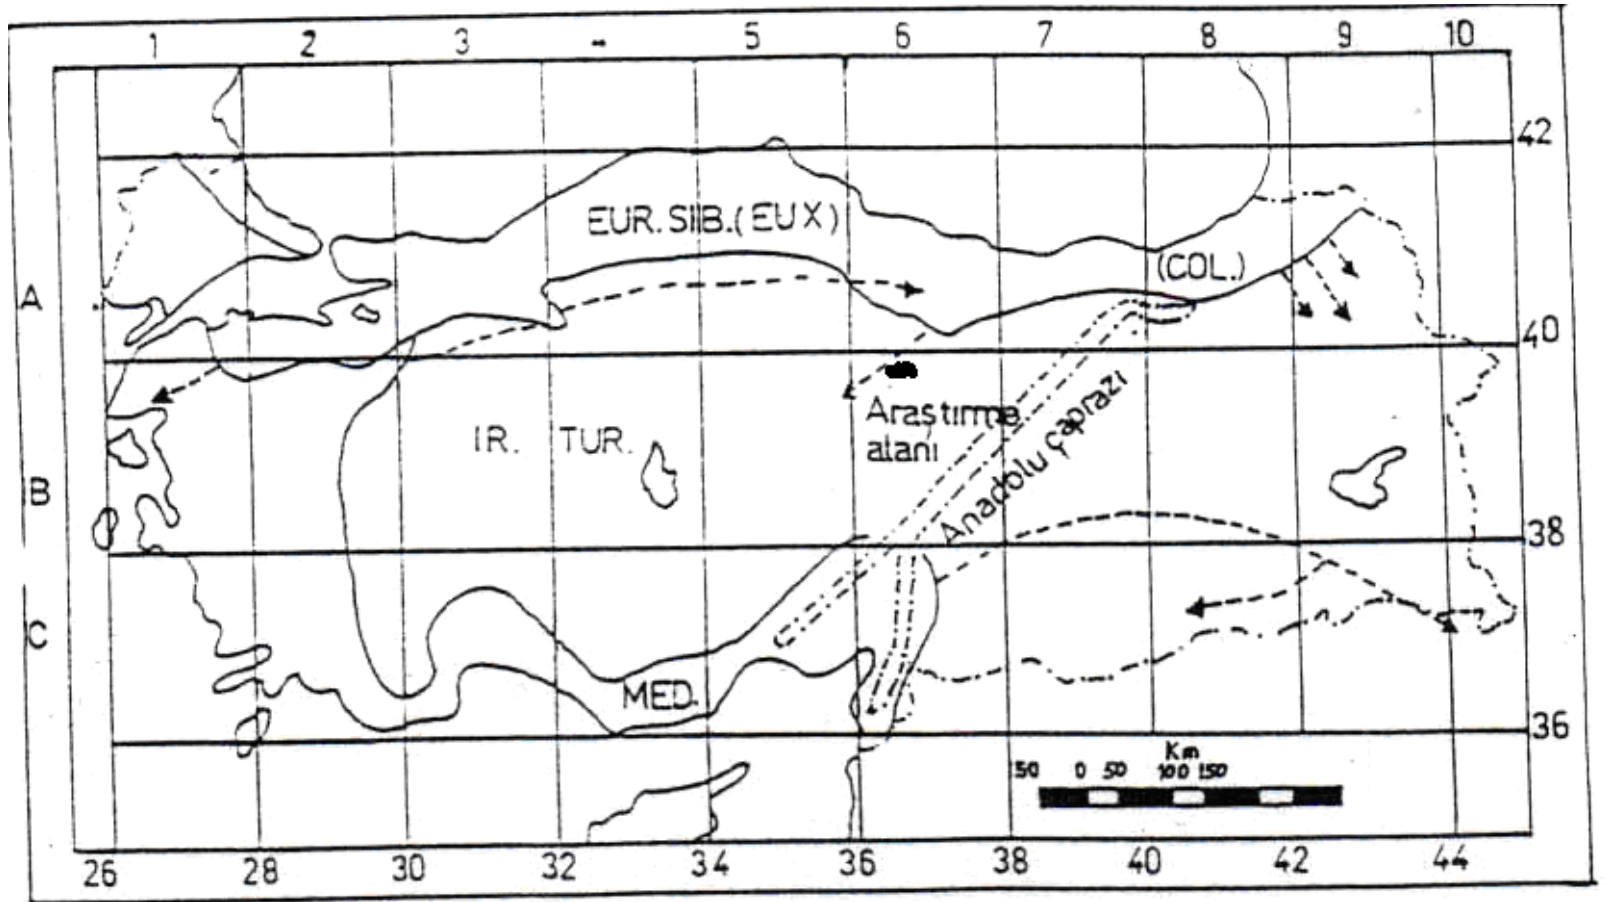 1 2 3 - 5 6 7 8 9 10
42
EUR. SIIB. (EUX)
(COL.)
A
40
Araştırma
alanı
Anadolu çaprazı
IR. TUR.
B
38
C
MED.
36
Km
150 0 50 100 150
26 28 30 32 34 36 38 40 42 44